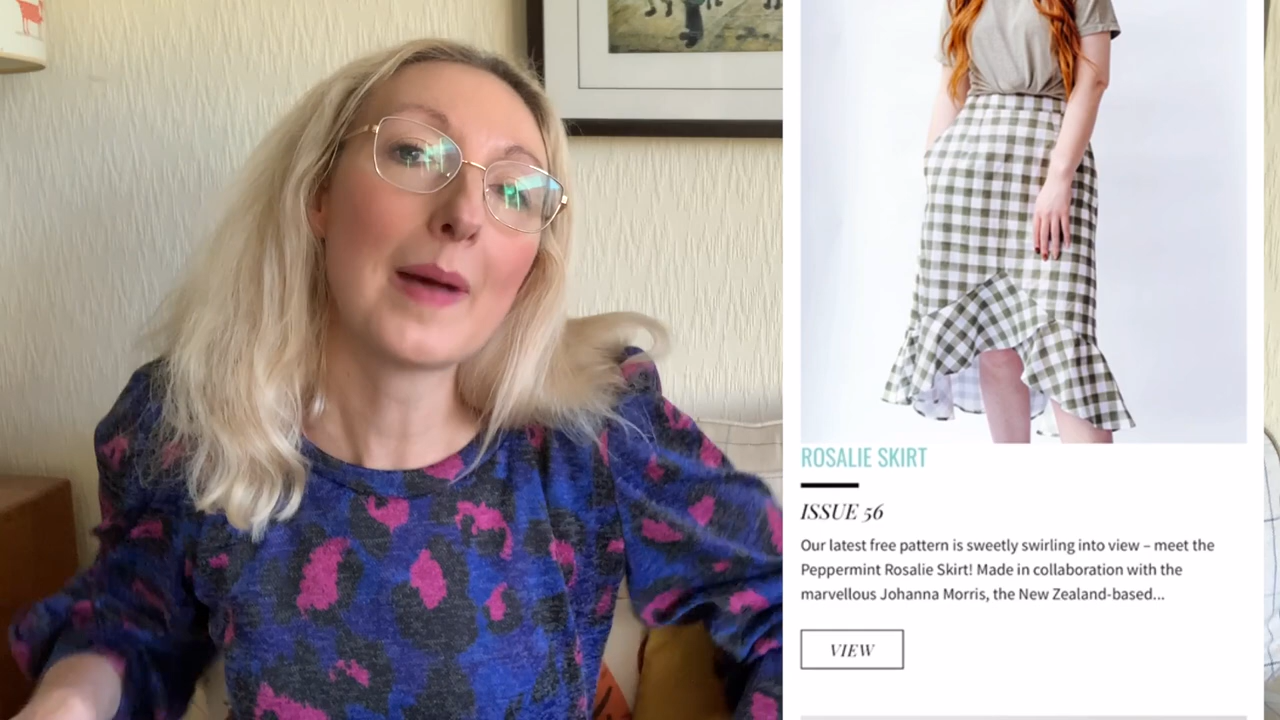 ROSALIE SKIRT
ISSUE 56
Our latest free pattern is sweetly swirling into view – meet the
Peppermint Rosalie Skirt! Made in collaboration with the
marvellous Johanna Morris, the New Zealand-based...
VIEW